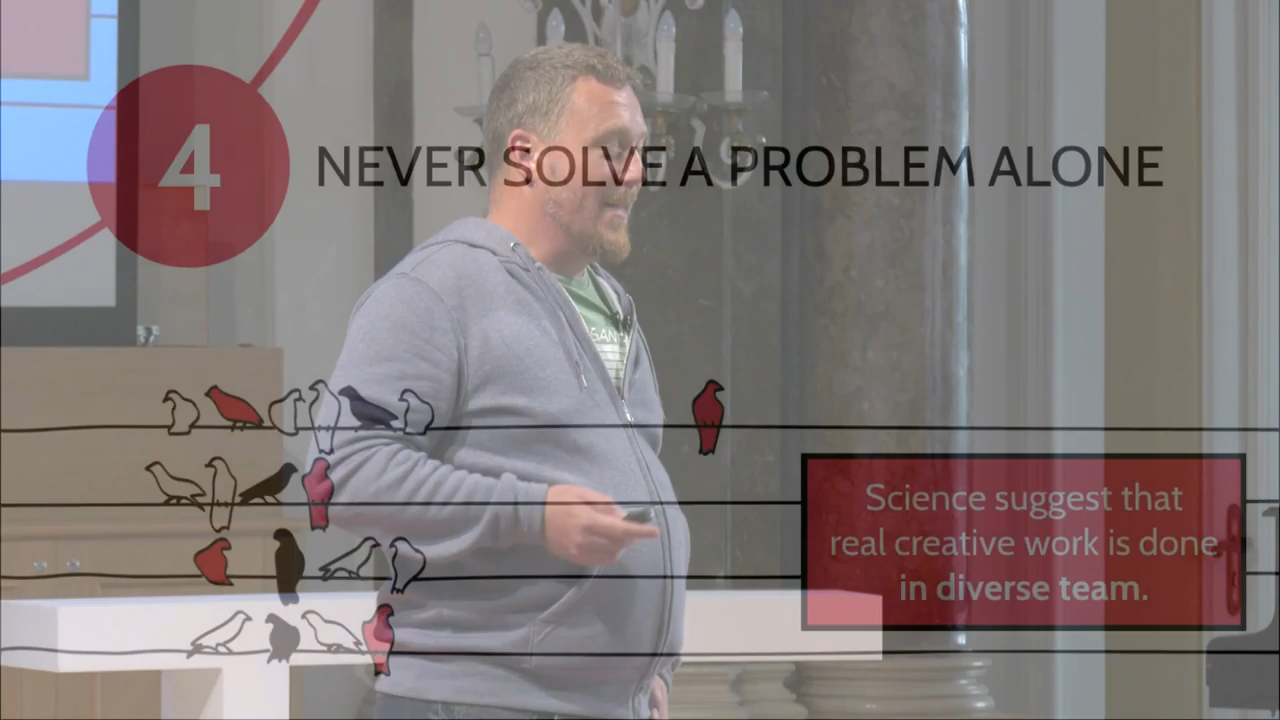 4
NEVER SOLVE A PROBLEM ALONE
Science suggest that
real creative work is done
in diverse team.